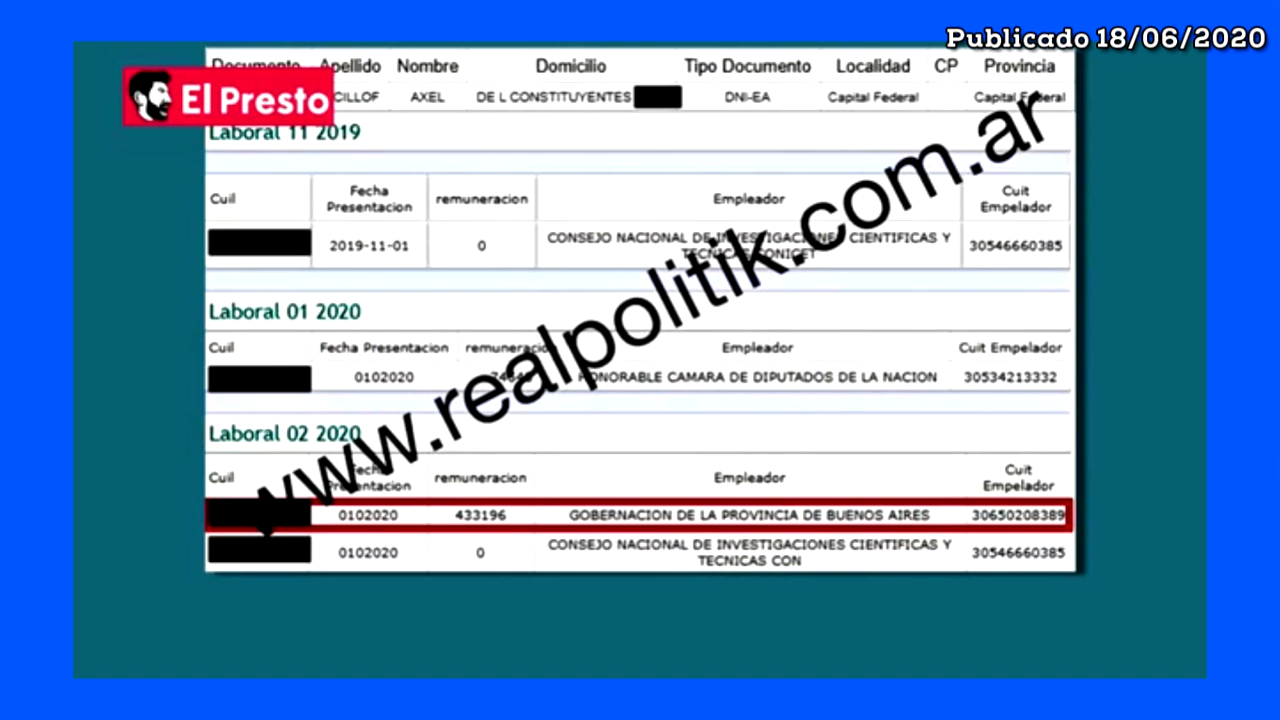 Publicado 18/06/2020
El Presto
Documento Apellido Nombre Domicilio Tipo Documento Localidad CP Provincia
CILLOF AXEL DE L CONSTITUYENTES DNI-EA Capital Federal Capital Federal
Laboral 11 2019
Cuil Fecha Presentacion remuneracion Empleador Cuit Empelador
2019-11-01 0 CONSEJO NACIONAL DE INVESTIGACIONES CIENTIFICAS Y TECNICAS CONICET 30546660385
Laboral 01 2020
Cuil Fecha Presentacion remuneracion Empleador Cuit Empelador
0102020 HONORABLE CAMARA DE DIPUTADOS DE LA NACION 30534213332
Laboral 02 2020
Cuil Fecha Presentacion remuneracion Empleador Cuit Empelador
0102020 433196 GOBERNACION DE LA PROVINCIA DE BUENOS AIRES 30650208389
0102020 0 CONSEJO NACIONAL DE INVESTIGACIONES CIENTIFICAS Y TECNICAS CON 30546660385
www.realpolitik.com.ar